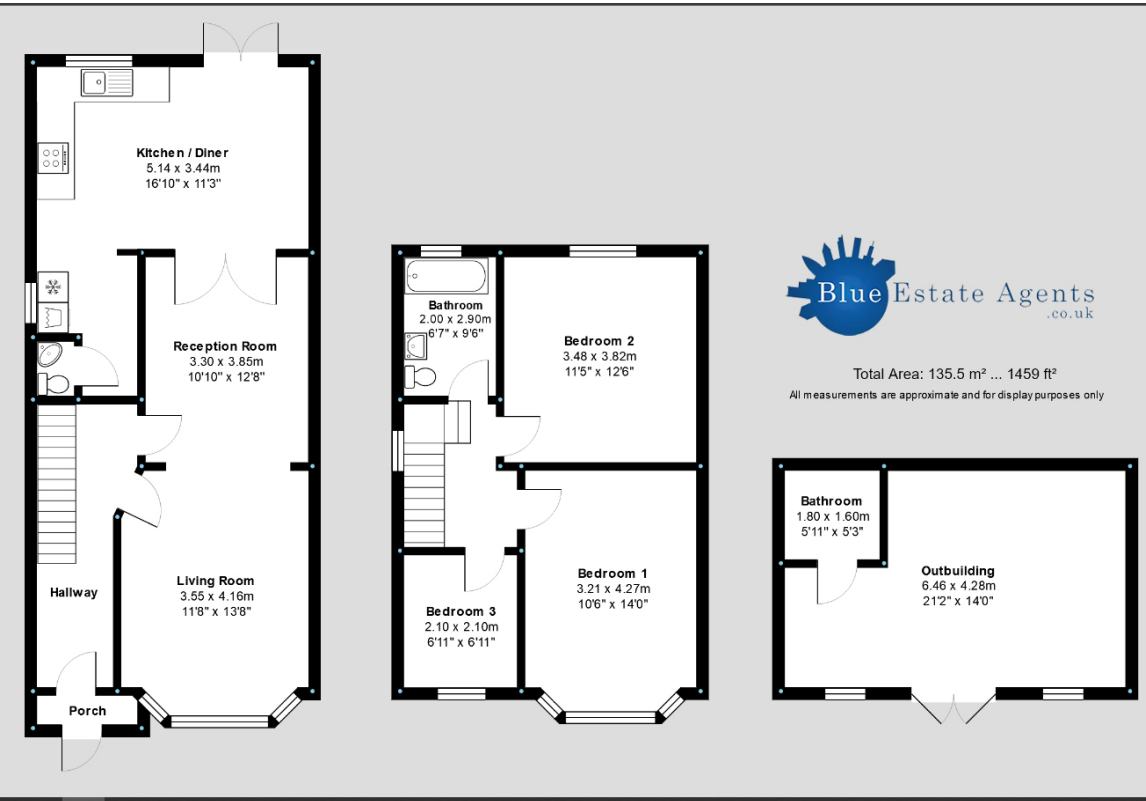 Kitchen / Diner
5.14 x 3.44m
16'10" x 11'3"
Reception Room
3.30 x 3.85m
10'10" x 12'8"
Living Room
3.55 x 4.16m
11'8" x 13'8"
Hallway
Porch
Bathroom
2.00 x 2.90m
6'7" x 9'6"
Bedroom 2
3.48 x 3.82m
11'5" x 12'6"
Bedroom 1
3.21 x 4.27m
10'6" x 14'0"
Bedroom 3
2.10 x 2.10m
6'11" x 6'11"
Blue Estate Agents
.co.uk
Total Area: 135.5 m² ... 1459 ft²
All measurements are approximate and for display purposes only
Bathroom
1.80 x 1.60m
5'11" x 5'3"
Outbuilding
6.46 x 4.28m
21'2" x 14'0"